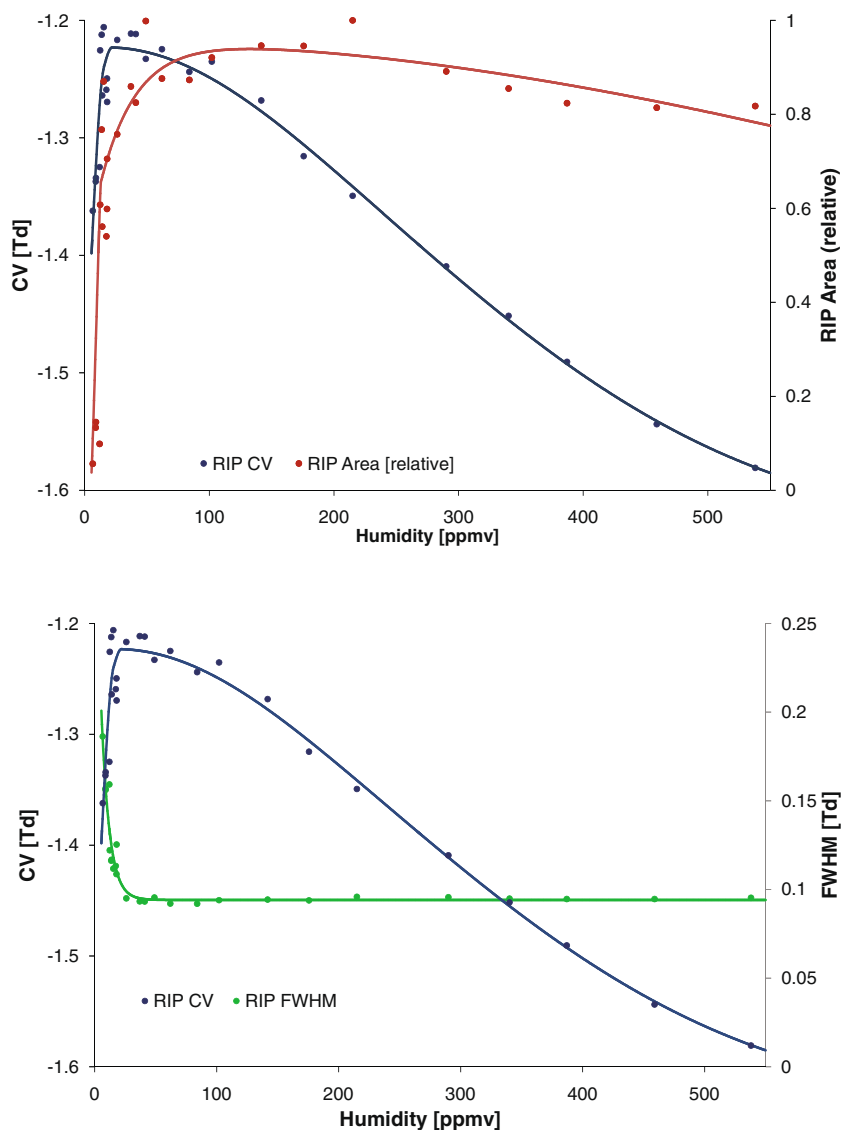 -1.2
-1.3
-1.4
-1.5
-1.6
CV [Td]
1
0.8
0.6
0.4
0.2
0
RIP Area (relative)
RIP CV RIP Area [relative]
0 100 200 300 400 500
Humidity [ppmv]
-1.2
-1.3
-1.4
-1.5
-1.6
CV [Td]
0.25
0.2
0.15
0.1
0.05
0
FWHM [Td]
RIP CV RIP FWHM
0 100 200 300 400 500
Humidity [ppmv]